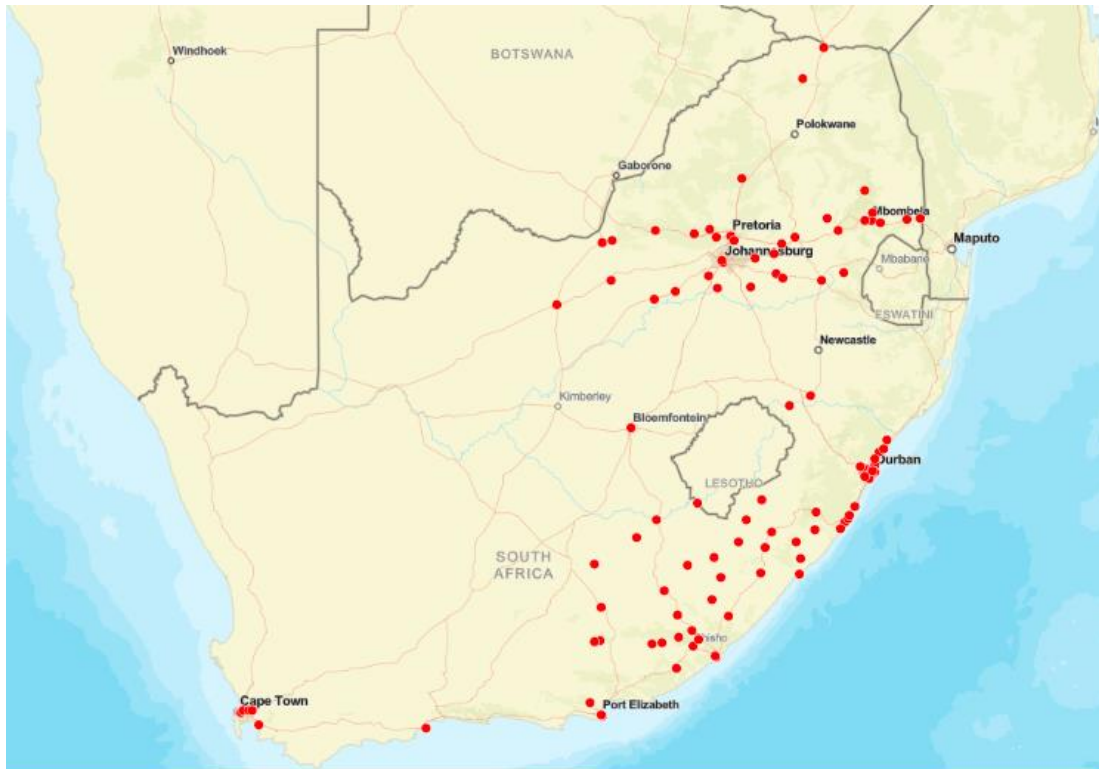 Windhoek
BOTSWANA
Polokwane
Gaborone
Mbombela
Pretoria
Maputo
Johannesburg
Mbabane
ESWATINI
Newcastle
Kimberley
Bloemfontein
Durban
LESOTHO
SOUTH
AFRICA
Cape Town
Port Elizabeth